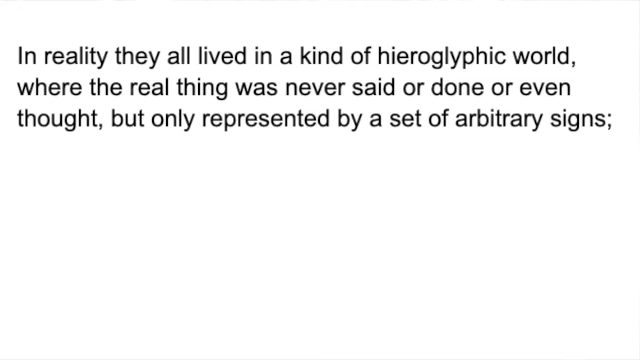 In reality they all lived in a kind of hieroglyphic world,
where the real thing was never said or done or even
thought, but only represented by a set of arbitrary signs;